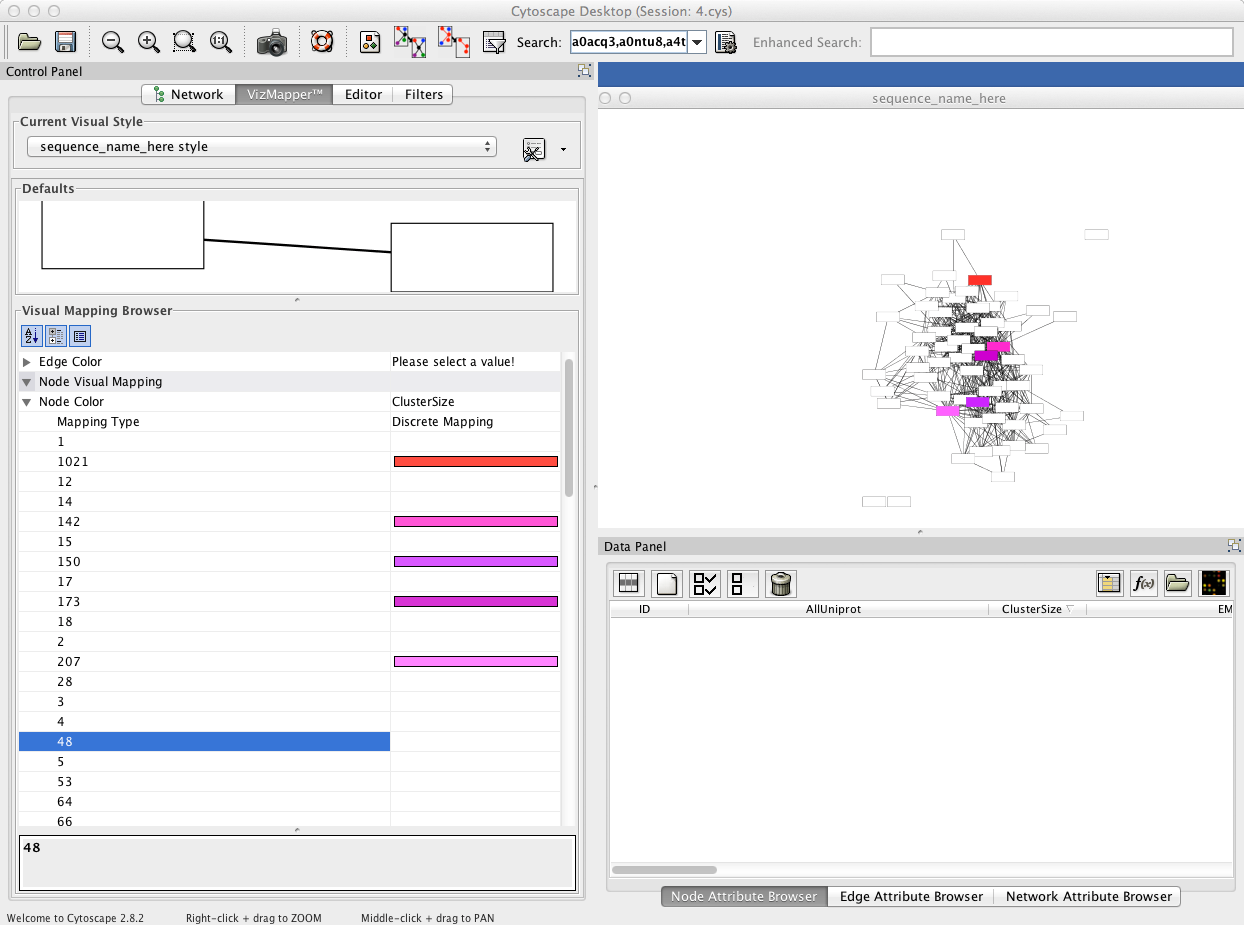 Cytoscape Desktop (Session: 4.cys)
1:1
Search:
a0acq3,a0ntu8,a4t
Enhanced Search:
Control Panel
Network
VizMapper™
Editor
Filters
Current Visual Style
sequence_name_here style
Defaults
Visual Mapping Browser
A
Z
Edge Color
Please select a value!
Node Visual Mapping
Node Color
ClusterSize
Mapping Type
Discrete Mapping
1
1021
12
14
142
15
150
17
173
18
2
207
28
3
4
48
5
53
64
66
48
sequence_name_here
Data Panel
f(x)
ID
AllUniprot
ClusterSize
EM
Node Attribute Browser
Edge Attribute Browser
Network Attribute Browser
Welcome to Cytoscape 2.8.2
Right-click + drag to ZOOM
Middle-click + drag to PAN